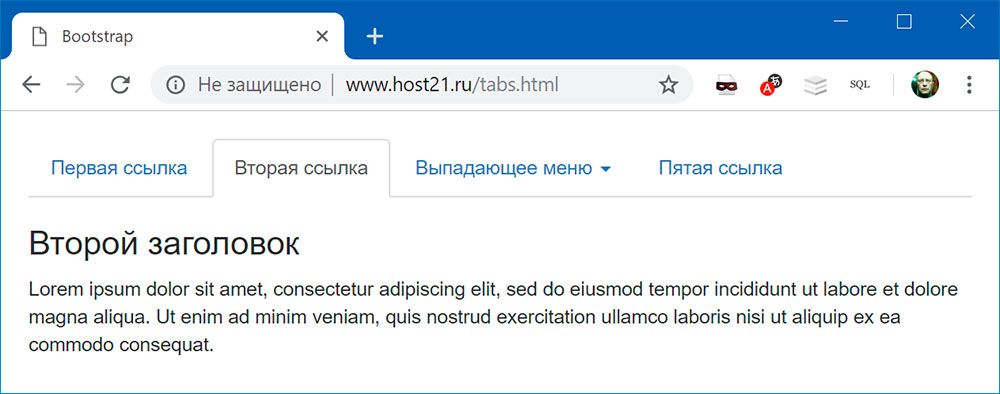 Bootstrap
Не защищено www.host21.ru/tabs.html SQL
Первая ссылка Вторая ссылка Выпадающее меню Пятая ссылка
Второй заголовок
Lorem ipsum dolor sit amet, consectetur adipiscing elit, sed do eiusmod tempor incididunt ut labore et dolore
magna aliqua. Ut enim ad minim veniam, quis nostrud exercitation ullamco laboris nisi ut aliquip ex ea
commodo consequat.